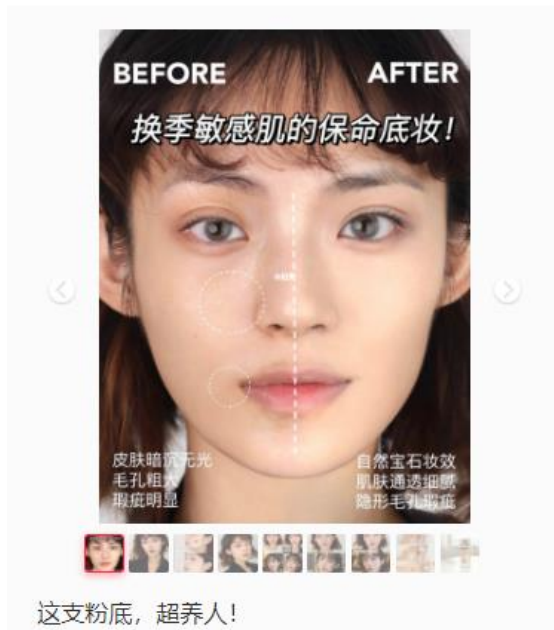 BEFORE
AFTER
换季敏感肌的保命底妆!
皮肤暗沉无光
毛孔粗大
瑕疵明显
自然宝石妆效
肌肤通透细腻
隐形毛孔瑕疵
这支粉底，超养人!